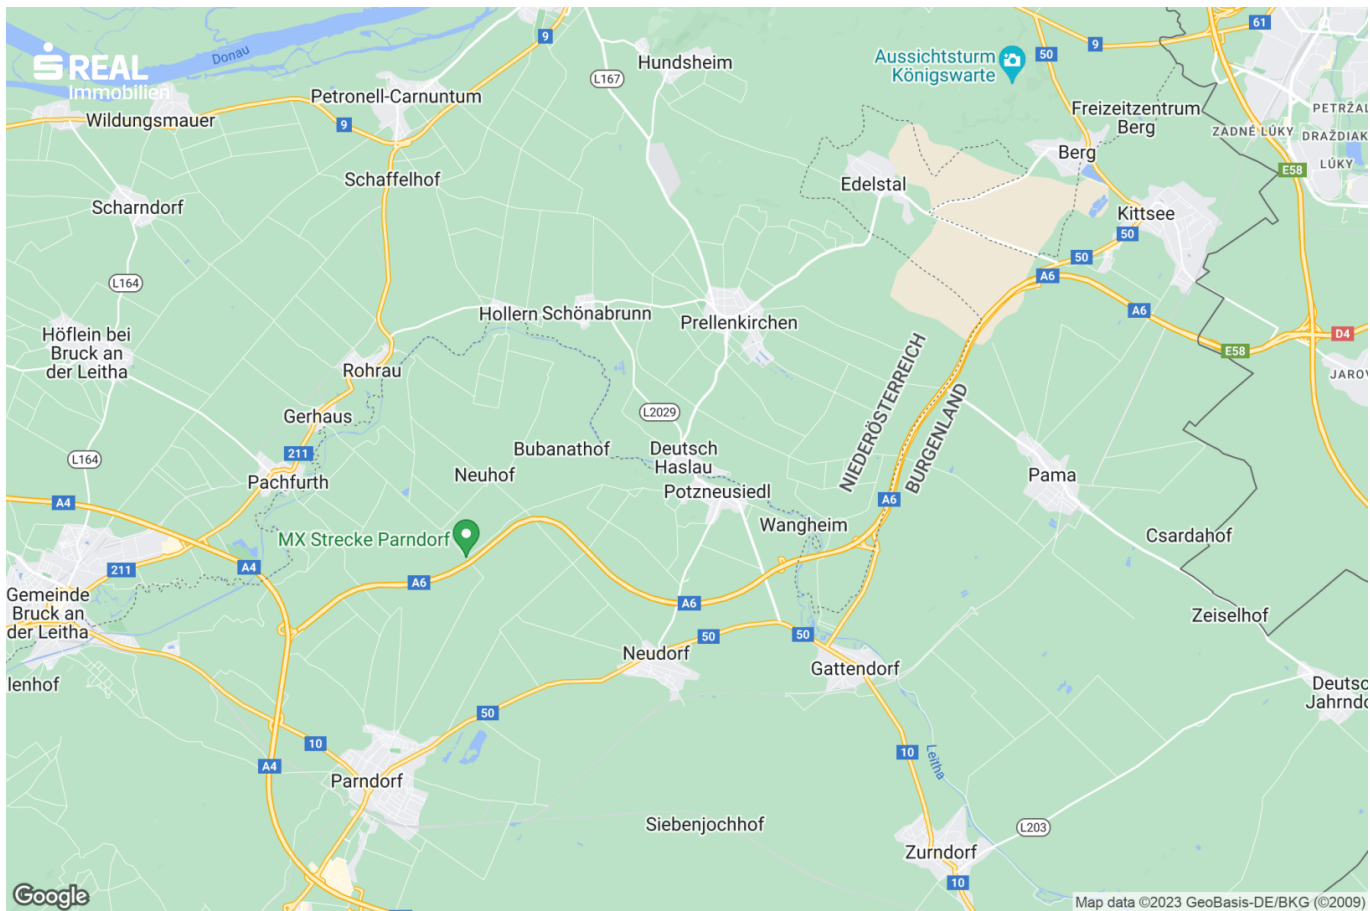 Donau
S REAL
Immobilien
9
61
9
50
L167
Hundsheim
Aussichtsturm
Königswarte
Petronell-Carnuntum
Wildungsmauer
9
Freizeitzentrum
Berg
PETRŽAL
ZADNÉ LÚKY
DRAŽDIAK
LÚKY
Berg
E58
Schaffelhof
Edelstal
Scharndorf
Kittsee
50
50
A6
L164
A6
Hollern
Schönabrunn
Prellenkirchen
Höflein bei
Bruck an
der Leitha
D4
E58
Rohrau
JAROV
NIEDERÖSTERREICH
BURGENLAND
Gerhaus
L2029
211
Bubanathof
Deutsch
Haslau
L164
Pachfurth
Neuhof
Potzneusiedl
Pama
A4
A6
Wangheim
MX Strecke Parndorf
Csardahof
211
A4
A6
Gemeinde
Bruck an
der Leitha
A6
Zeiselhof
50
50
Neudorf
Gattendorf
lenhof
Deutsc
Jahrndo
50
10
10
Leitha
A4
Parndorf
Siebenjochhof
L203
Zurndorf
10
Google
Map data ©2023 GeoBasis-DE/BKG (©2009)